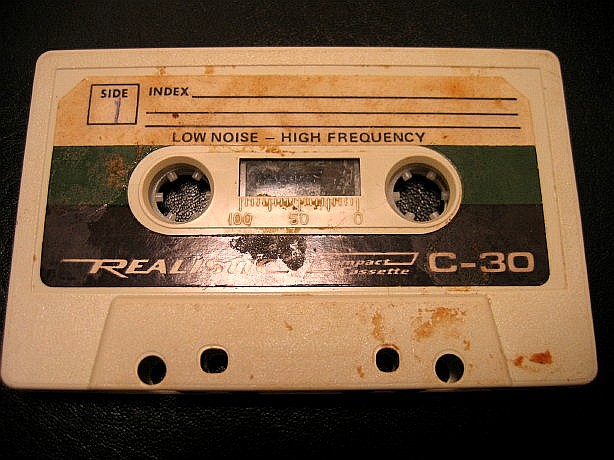 SIDE 1 INDEX
LOW NOISE – HIGH FREQUENCY
100 50 0
C-30